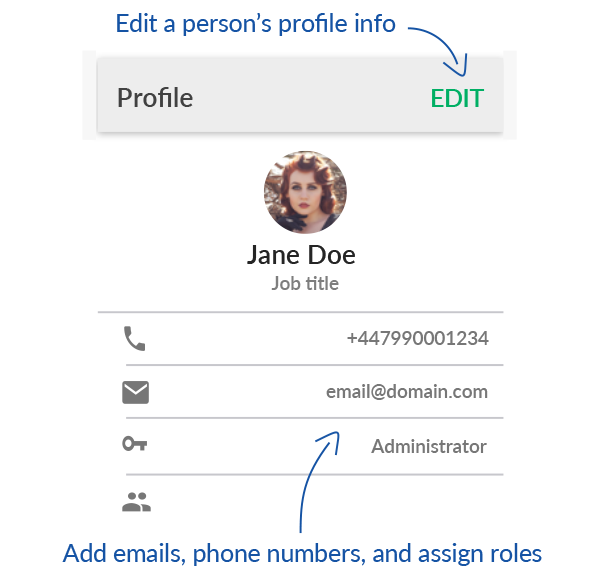 Edit a person's profile info
Profile
EDIT
Jane Doe
Job title
+447990001234
email@domain.com
Administrator
Add emails, phone numbers, and assign roles